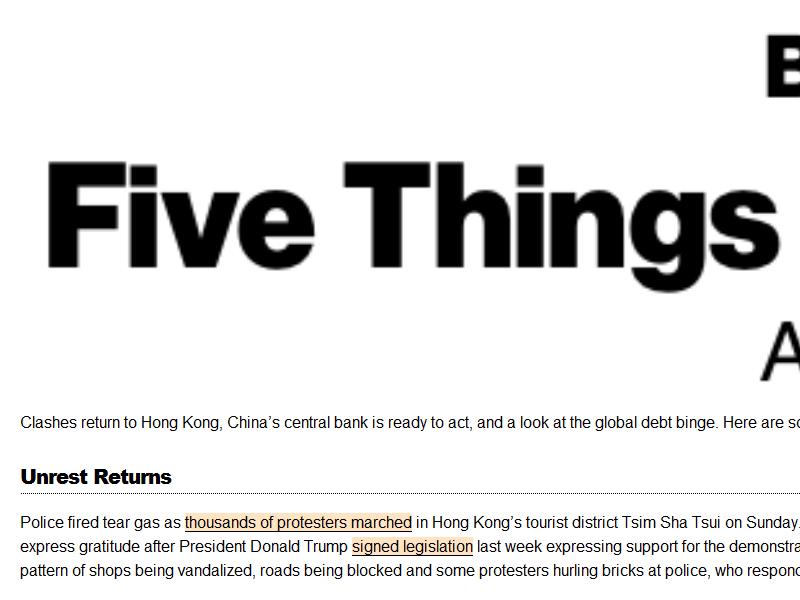 B
Five Things
A
Clashes return to Hong Kong, China’s central bank is ready to act, and a look at the global debt binge. Here are
Unrest Returns
Police fired tear gas as thousands of protesters marched in Hong Kong’s tourist district Tsim Sha Tsui on Sunday.
express gratitude after President Donald Trump signed legislation last week expressing support for the
pattern of shops being vandalized, roads being blocked and some protesters hurling bricks at police, who